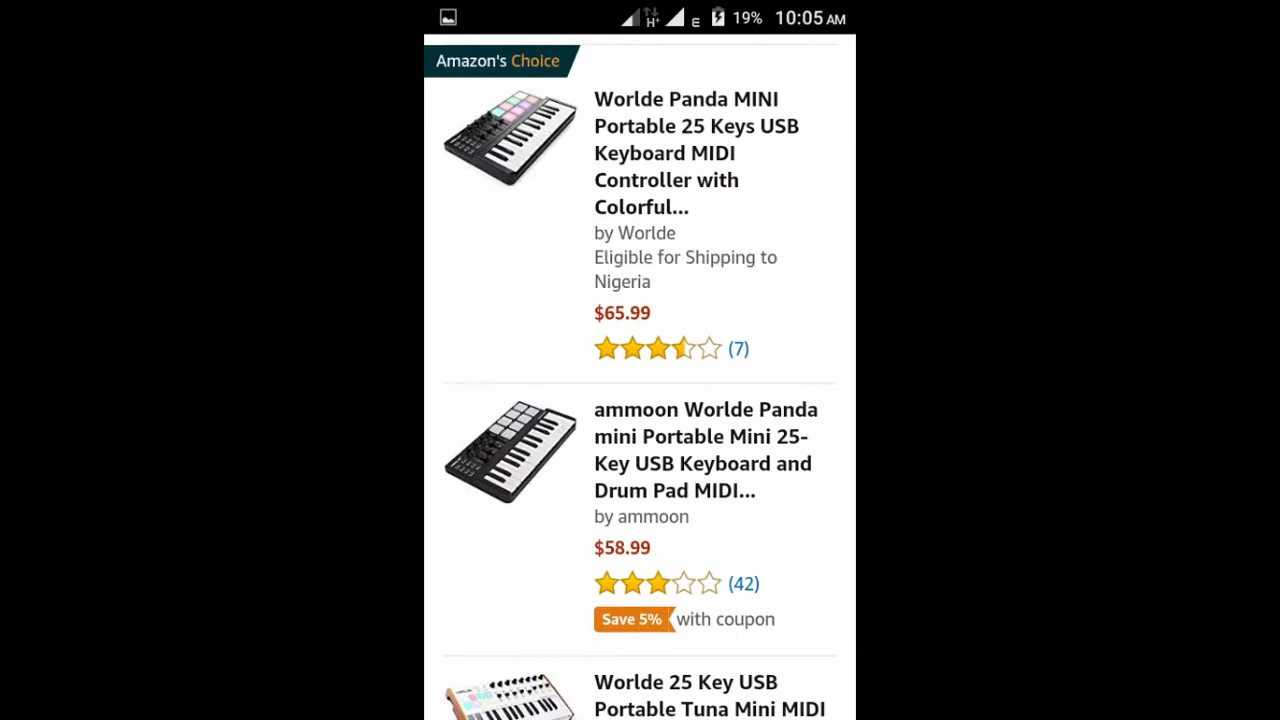 H+ E 19% 10:05 AM
Amazon's Choice
Worlde Panda MINI
Portable 25 Keys USB
Keyboard MIDI
Controller with
Colorful...
by Worlde
Eligible for Shipping to
Nigeria
$65.99
(7)
ammoon Worlde Panda
mini Portable Mini 25-
Key USB Keyboard and
Drum Pad MIDI...
by ammoon
$58.99
(42)
Save 5% with coupon
Worlde 25 Key USB
Portable Tuna Mini MIDI